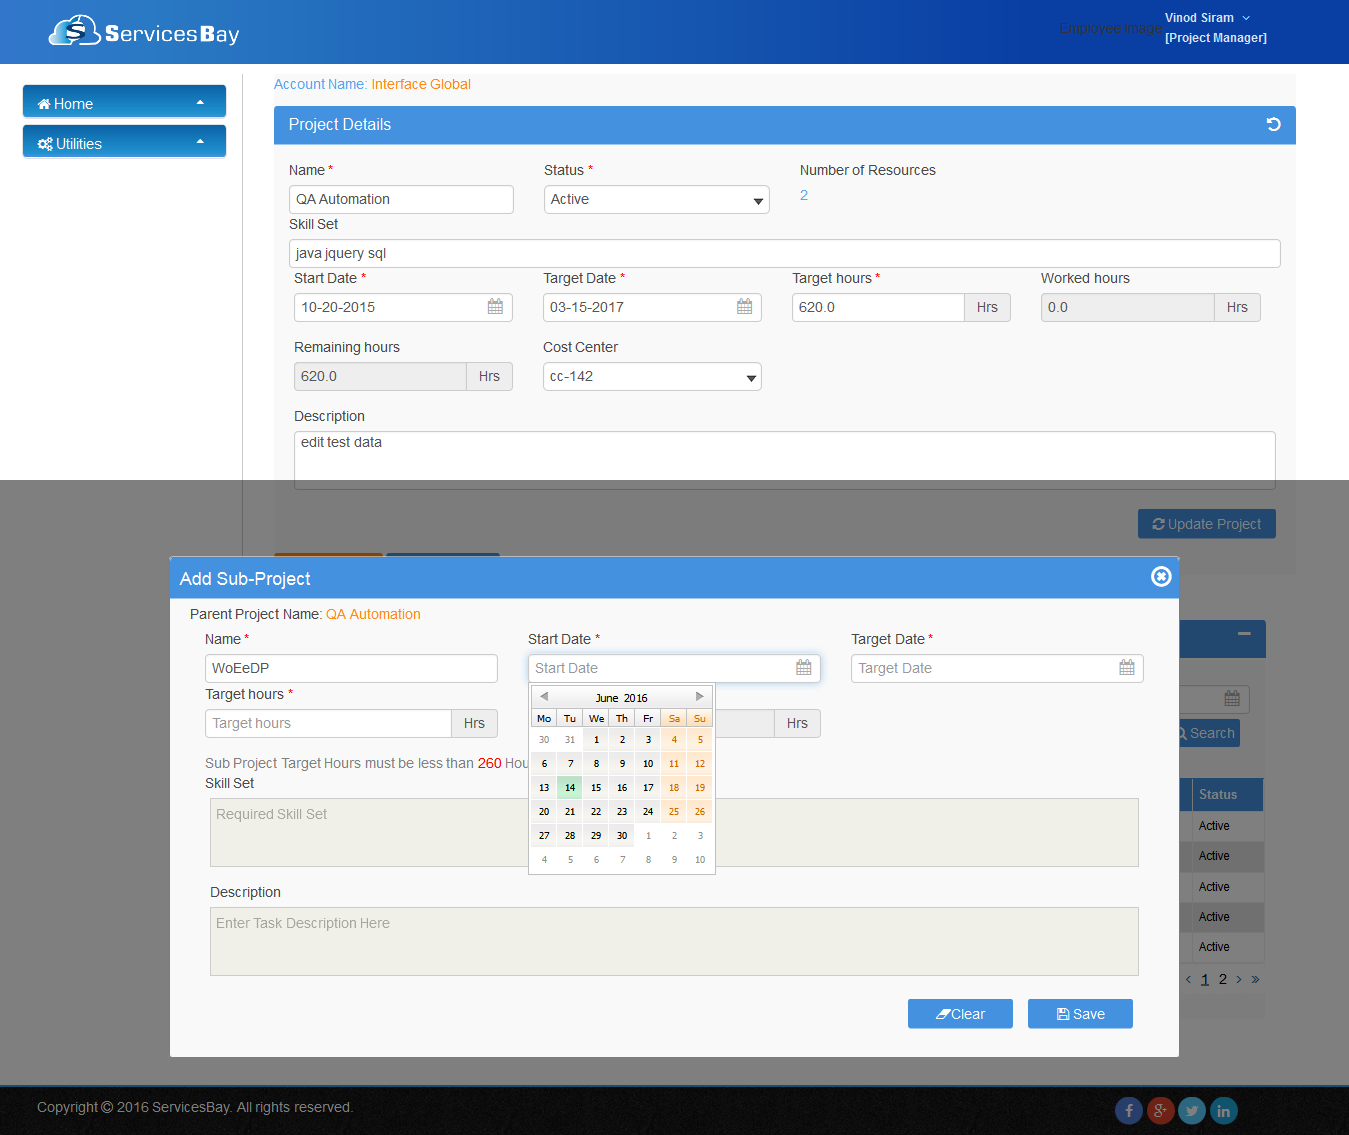 ServicesBay
Employee Image
Vinod Siram
[Project Manager]
Home
Utilities
Account Name: Interface Global
Project Details
Name * Status * Number of Resources
QA Automation Active 2
Skill Set
java jquery sql
Start Date * Target Date * Target hours * Worked hours
10-20-2015 03-15-2017 620.0 Hrs 0.0 Hrs
Remaining hours Cost Center
620.0 Hrs cc-142
Description
edit test data
Update Project
Add Sub-Project
Parent Project Name: QA Automation
Name * Start Date * Target Date *
WoEeDP Start Date Target Date
Target hours *
Target hours Hrs Hrs
June 2016
Mo Tu We Th Fr Sa Su
30 31 1 2 3 4 5
6 7 8 9 10 11 12
13 14 15 16 17 18 19
20 21 22 23 24 25 26
27 28 29 30 1 2 3
4 5 6 7 8 9 10
Sub Project Target Hours must be less than 260 Hou
Skill Set
Required Skill Set
Description
Enter Task Description Here
Clear Save
Search
Status
Active
Active
Active
Active
Active
‹ 1 2 › »
Copyright © 2016 ServicesBay. All rights reserved.
f g+ in